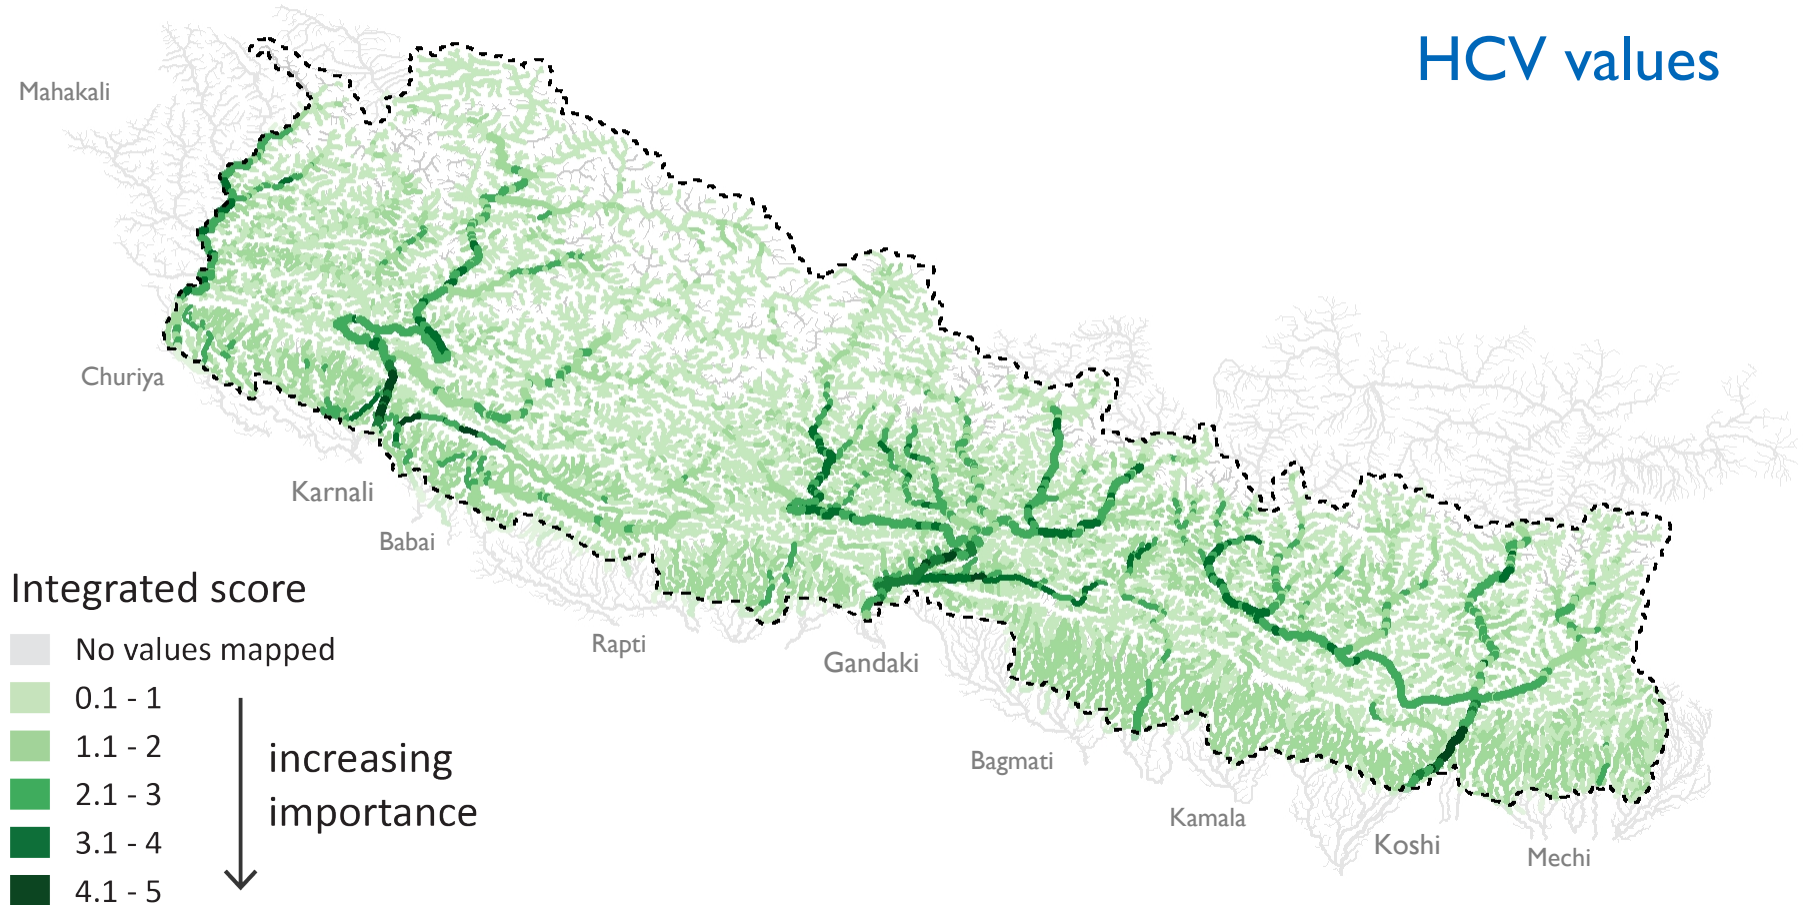 HCV values
Mahakali
Churiya
Karnali
Babai
Rapti
Gandaki
Bagmati
Kamala
Koshi
Mechi
Integrated score
No values mapped
0.1 - 1
1.1 - 2
2.1 - 3
3.1 - 4
4.1 - 5
increasing
importance